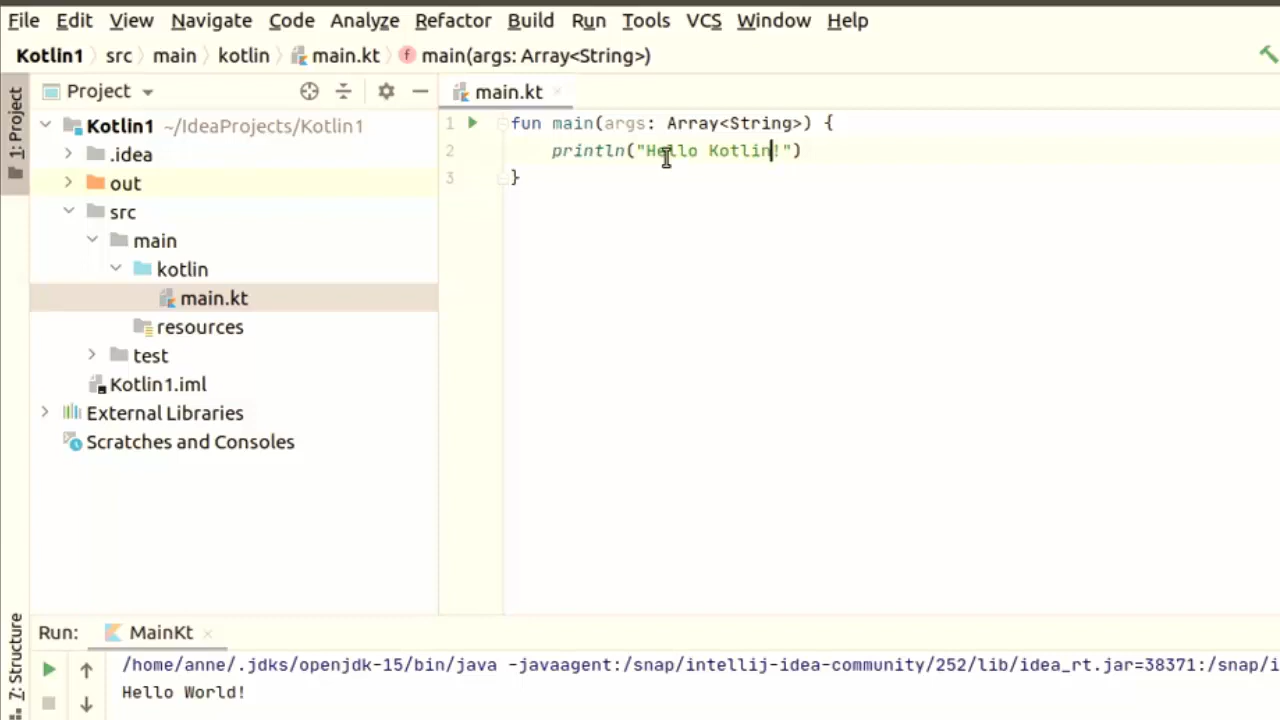 File Edit View Navigate Code Analyze Refactor Build Run Tools VCS Window Help
Kotlin1 src main kotlin main.kt main(args: Array<String>)
1: Project
Project
Kotlin1 ~/IdeaProjects/Kotlin1
.idea
out
src
main
kotlin
main.kt
resources
test
Kotlin1.iml
External Libraries
Scratches and Consoles
main.kt
1 fun main(args: Array<String>) {
2 println("Hello Kotlin!")
3 }
Z: Structure
Run: MainKt
/home/anne/.jdks/openjdk-15/bin/java -javaagent:/snap/intellij-idea-community/252/lib/idea_rt.jar=38371:/snap/i
Hello World!